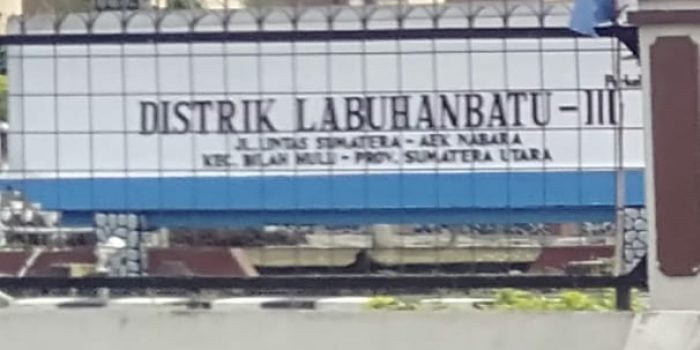 DISTRIK LABUHANBATU - III
JL. LINTAS SUMATERA - AEK NABARA
KEC. BILAH HULU - PROV. SUMATERA UTARA